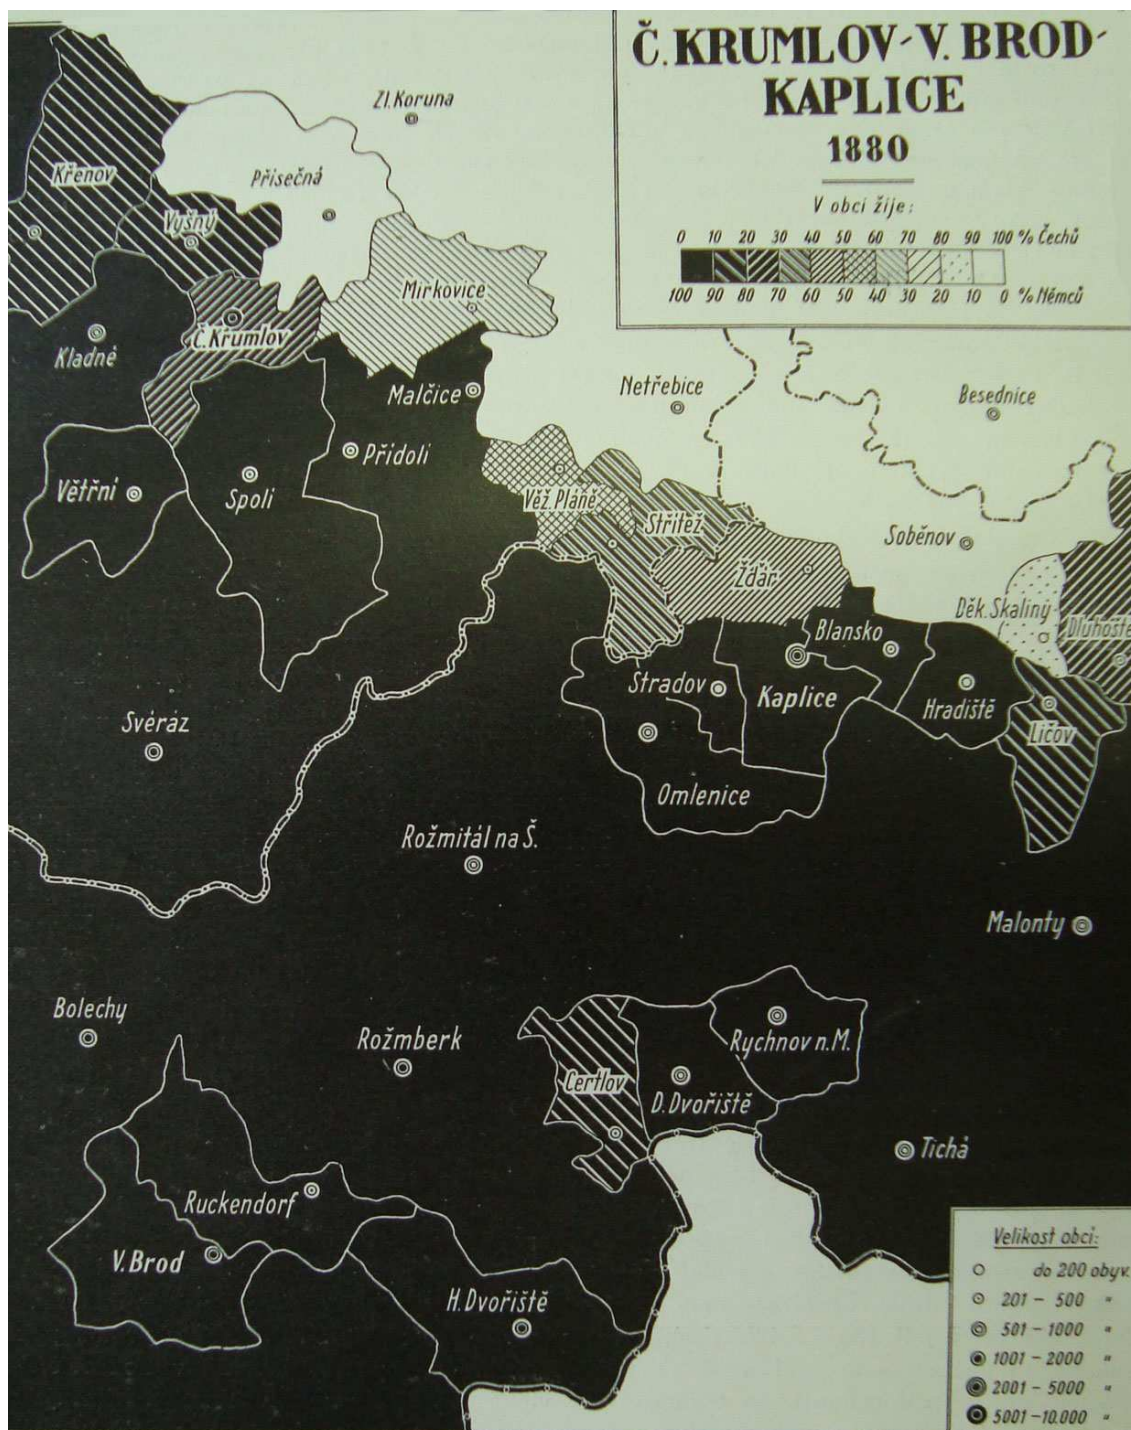 Č. KRUMLOV-V. BROD-
KAPLICE
1880
V obci žije:
0 10 20 30 40 50 60 70 80 90 100 % Čechů
100 90 80 70 60 50 40 30 20 10 0 % Němců
Zl. Koruna
Křenov
Přísečná
Vyšný
Mirkovice
Č. Krumlov
Kladné
Malčice
Netřebice
Besednice
Přídolí
Větřní
Spolí
Věž. Pláně
Střítež
Soběnov
Žďár
Děk. Skaliny
Dluhoště
Blansko
Stradov
Kaplice
Hradiště
Svéráz
Ličov
Omlenice
Rožmitál na Š.
Malonty
Bolechy
Rožmberk
Rychnov n. M.
Certlov
D. Dvořiště
Tichá
Ruckendorf
V. Brod
H. Dvořiště
Velikost obcí:
do 200 obyv.
201 - 500 "
501 - 1000 "
1001 - 2000 "
2001 - 5000 "
5001 - 10.000 "